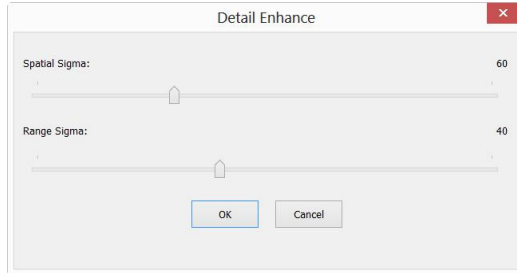 Detail Enhance
Spatial Sigma: 60
Range Sigma: 40
OK Cancel